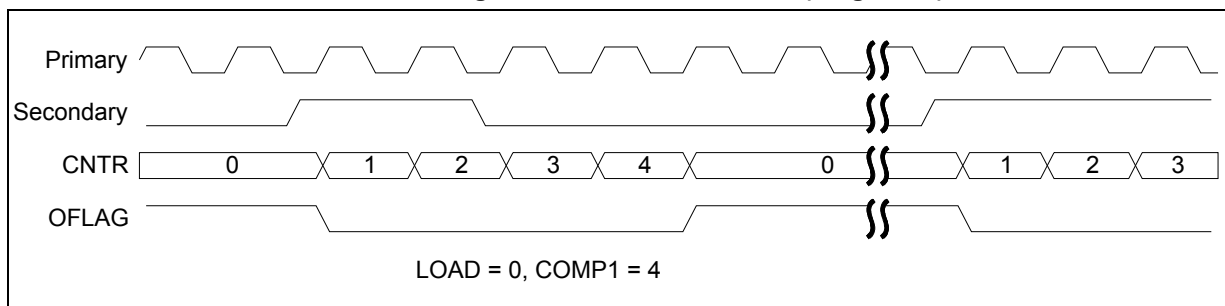 Primary
Secondary
CNTR 0 1 2 3 4 0 1 2 3
OFLAG
LOAD = 0, COMP1 = 4